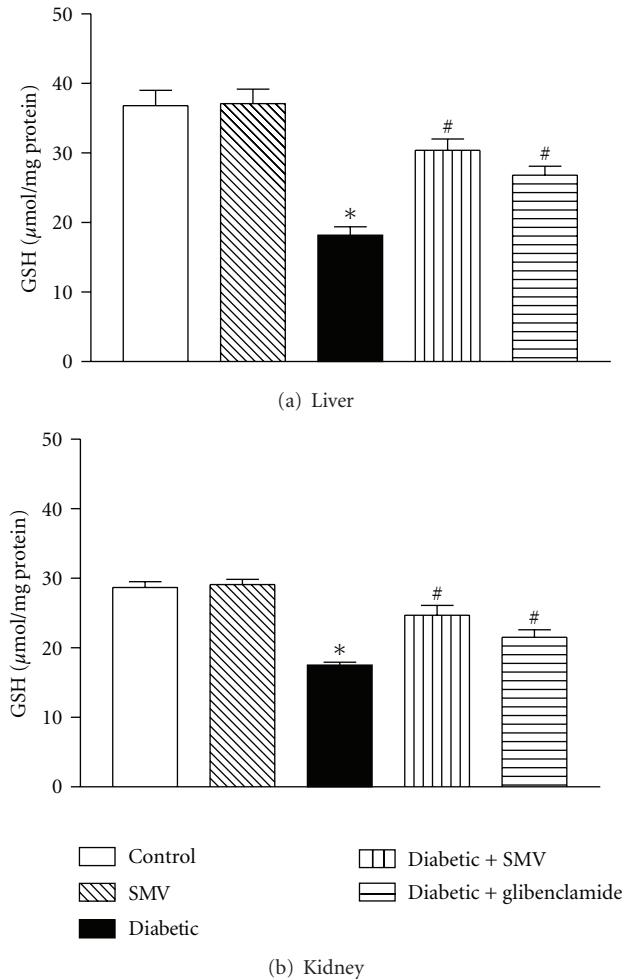 50
40
30
20
10
0
GSH (µmol/mg protein)
*
#
#
(a) Liver
50
40
30
20
10
0
GSH (µmol/mg protein)
*
#
#
Control
SMV
Diabetic
Diabetic + SMV
Diabetic + glibenclamide
(b) Kidney